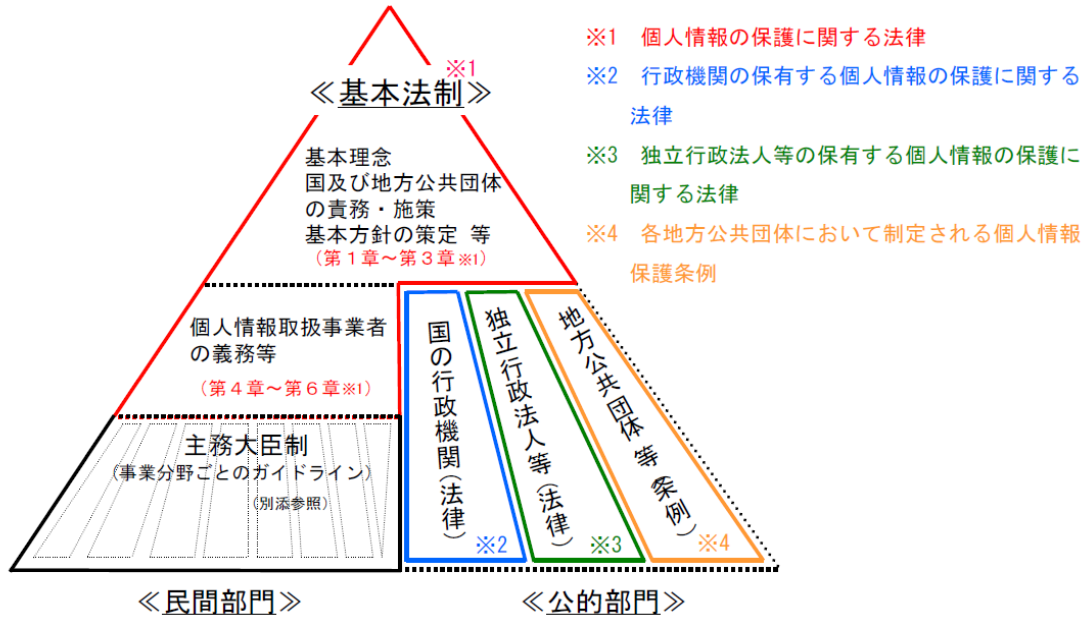 ※1
≪基本法制≫
基本理念
国及び地方公共団体
の責務・施策
基本方針の策定 等
(第1章～第3章※1)
個人情報取扱事業者
の義務等
(第4章～第6章※1)
主務大臣制
(事業分野ごとのガイドライン)
(別添参照)
国の行政機関(法律)
※2
独立行政法人等(法律)
※3
地方公共団体等(条例)
※4
≪民間部門≫
≪公的部門≫
※1 個人情報の保護に関する法律
※2 行政機関の保有する個人情報の保護に関する
法律
※3 独立行政法人等の保有する個人情報の保護に
関する法律
※4 各地方公共団体において制定される個人情報
保護条例